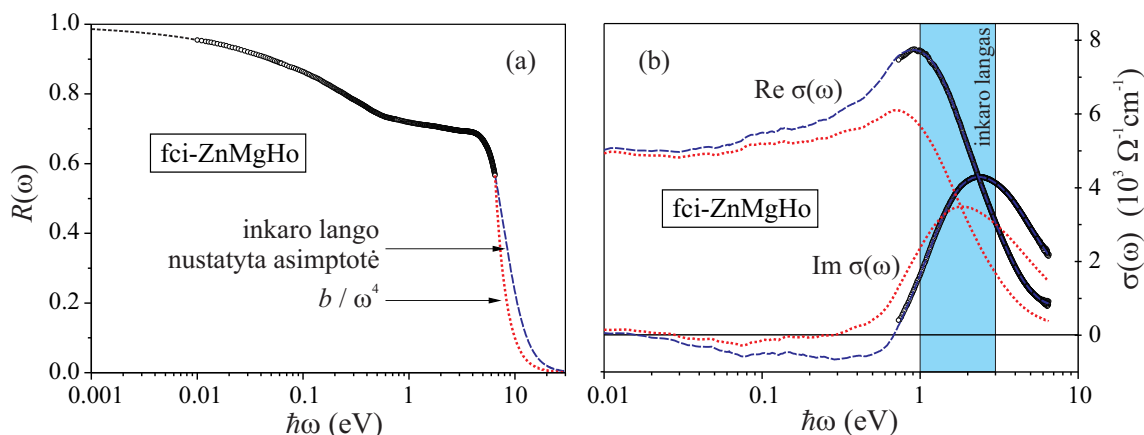 1.0
0.8
0.6
0.4
0.2
0.0
R(ω)
(a)
fci-ZnMgHo
inkaro lango
nustatyta asimptotė
b / ω⁴
0.001
0.01
0.1
1
10
ℏω (eV)
(b)
Re σ(ω)
inkaro langas
fci-ZnMgHo
Im σ(ω)
8
6
4
2
0
σ(ω) (10³ Ω⁻¹cm⁻¹)
0.01
0.1
1
10
ℏω (eV)